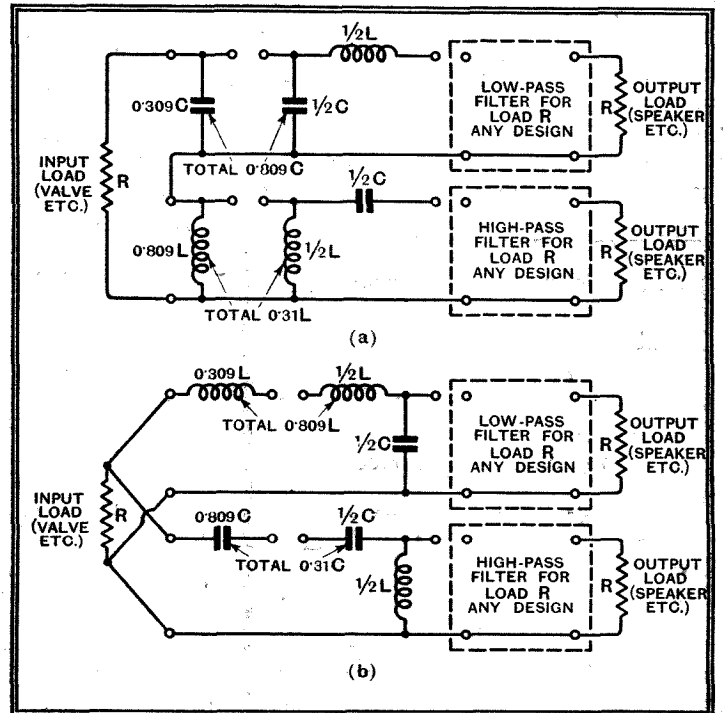 ½L
0·309C
½C
LOW-PASS
FILTER FOR
LOAD R
ANY DESIGN
R
OUTPUT
LOAD
(SPEAKER
ETC.)
INPUT
LOAD
(VALVE
ETC.)
R
TOTAL 0·809C
½C
0·809L
½L
HIGH-PASS
FILTER FOR
LOAD R
ANY DESIGN
R
OUTPUT
LOAD
(SPEAKER
ETC.)
TOTAL 0·31L
(a)
0·309L
½L
TOTAL 0·809L
½C
LOW-PASS
FILTER FOR
LOAD R
ANY DESIGN
R
OUTPUT
LOAD
(SPEAKER
ETC.)
INPUT
LOAD
(VALVE
ETC.)
R
0·809C
½C
TOTAL 0·31C
½L
HIGH-PASS
FILTER FOR
LOAD R
ANY DESIGN
R
OUTPUT
LOAD
(SPEAKER
ETC.)
(b)